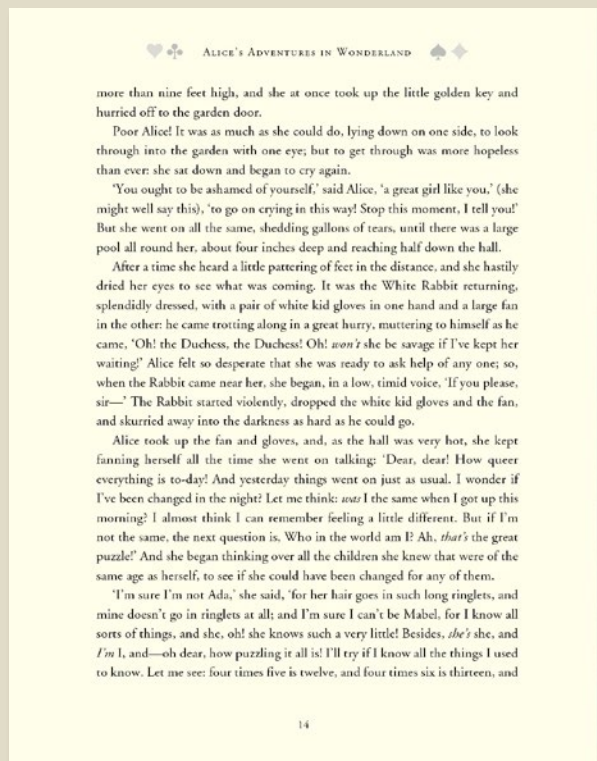 Alice's Adventures in Wonderland
more than nine feet high, and she at once took up the little golden key and
hurried off to the garden door.
Poor Alice! It was as much as she could do, lying down on one side, to look
through into the garden with one eye; but to get through was more hopeless
than ever: she sat down and began to cry again.
'You ought to be ashamed of yourself,' said Alice, 'a great girl like you,' (she
might well say this), 'to go on crying in this way! Stop this moment, I tell you!'
But she went on all the same, shedding gallons of tears, until there was a large
pool all round her, about four inches deep and reaching half down the hall.
After a time she heard a little pattering of feet in the distance, and she hastily
dried her eyes to see what was coming. It was the White Rabbit returning,
splendidly dressed, with a pair of white kid gloves in one hand and a large fan
in the other: he came trotting along in a great hurry, muttering to himself as he
came, 'Oh! the Duchess, the Duchess! Oh! won't she be savage if I've kept her
waiting!' Alice felt so desperate that she was ready to ask help of any one; so,
when the Rabbit came near her, she began, in a low, timid voice, 'If you please,
sir—' The Rabbit started violently, dropped the white kid gloves and the fan,
and skurried away into the darkness as hard as he could go.
Alice took up the fan and gloves, and, as the hall was very hot, she kept
fanning herself all the time she went on talking: 'Dear, dear! How queer
everything is to-day! And yesterday things went on just as usual. I wonder if
I've been changed in the night? Let me think: was I the same when I got up this
morning? I almost think I can remember feeling a little different. But if I'm
not the same, the next question is, Who in the world am I? Ah, that's the great
puzzle!' And she began thinking over all the children she knew that were of the
same age as herself, to see if she could have been changed for any of them.
'I'm sure I'm not Ada,' she said, 'for her hair goes in such long ringlets, and
mine doesn't go in ringlets at all; and I'm sure I can't be Mabel, for I know all
sorts of things, and she, oh! she knows such a very little! Besides, she's she, and
I'm I, and—oh dear, how puzzling it all is! I'll try if I know all the things I used
to know. Let me see: four times five is twelve, and four times six is thirteen, and
14